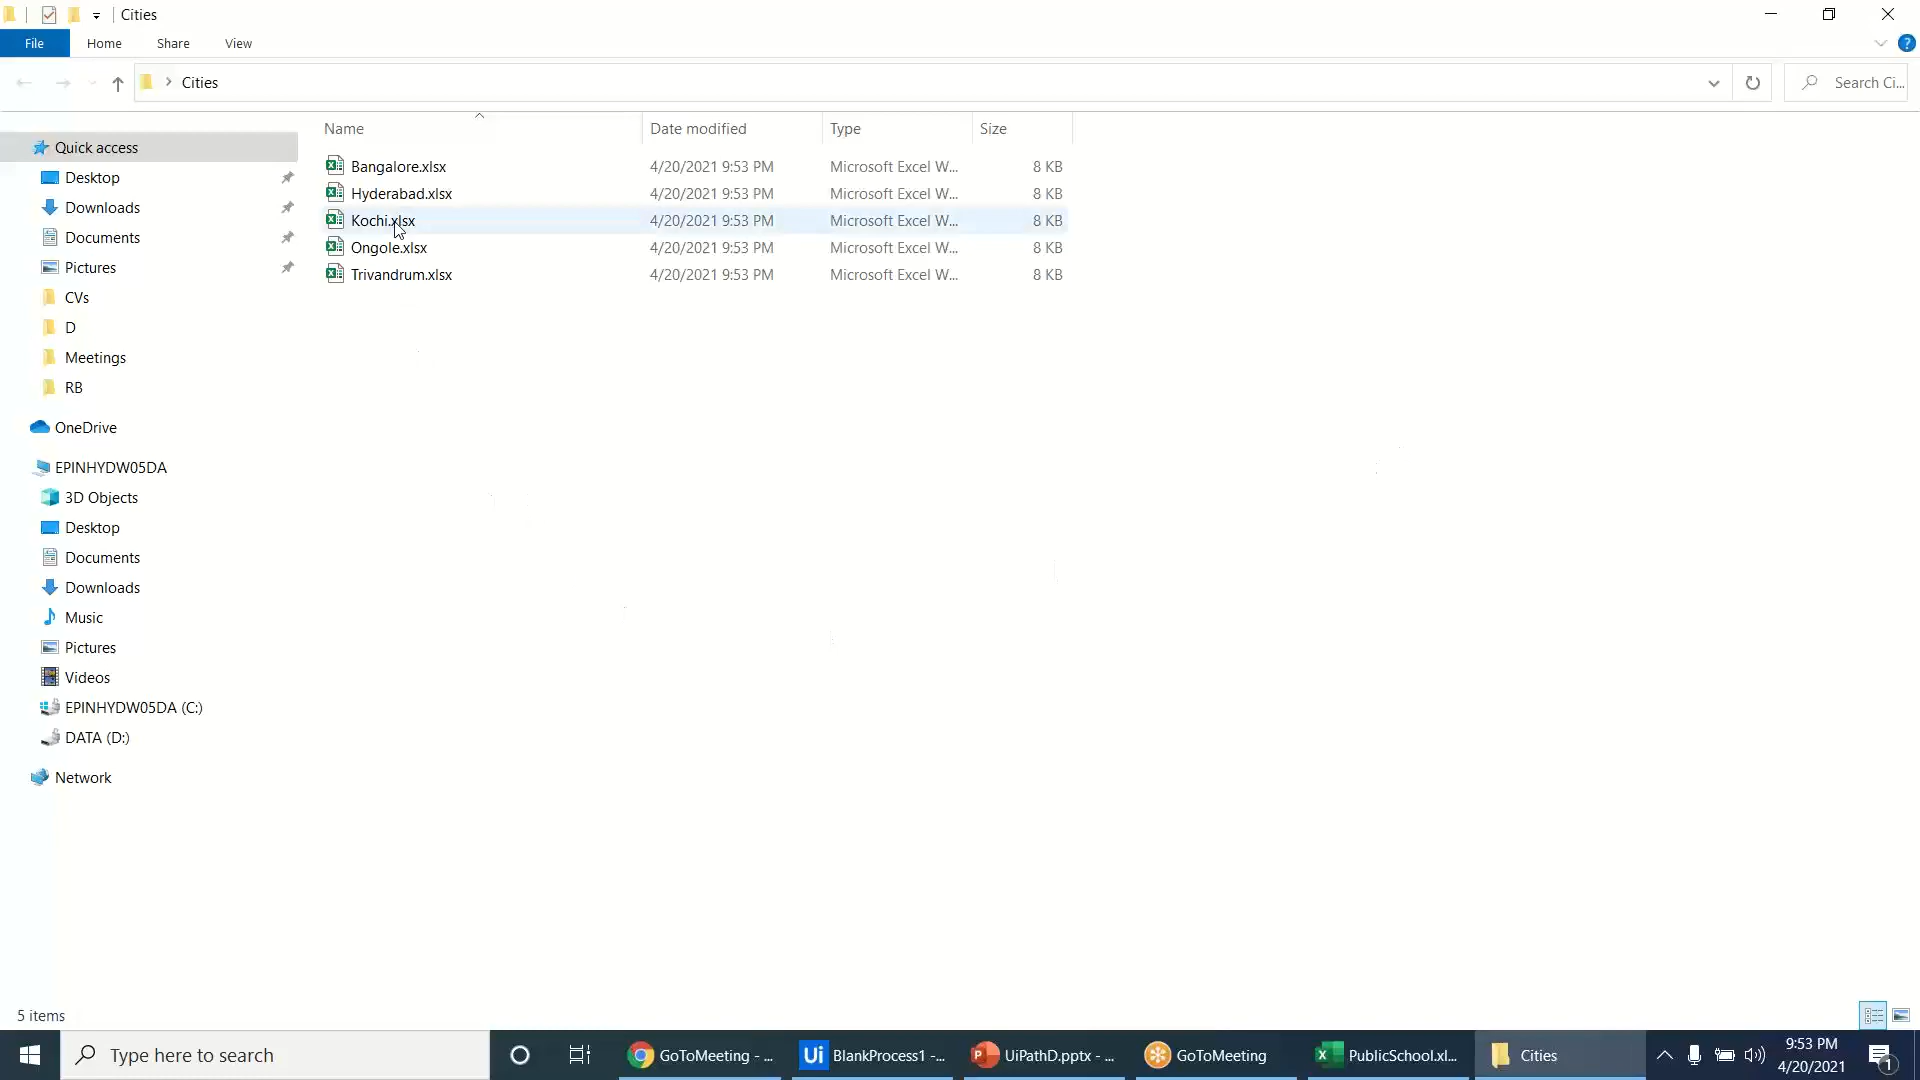 Cities
File Home Share View ?
Cities Search Ci...
Name Date modified Type Size
Quick access
Desktop
Downloads
Documents
Pictures
CVs
D
Meetings
RB
OneDrive
EPINHYDW05DA
3D Objects
Desktop
Documents
Downloads
Music
Pictures
Videos
EPINHYDW05DA (C:)
DATA (D:)
Network
Bangalore.xlsx 4/20/2021 9:53 PM Microsoft Excel W... 8 KB
Hyderabad.xlsx 4/20/2021 9:53 PM Microsoft Excel W... 8 KB
Kochi.xlsx 4/20/2021 9:53 PM Microsoft Excel W... 8 KB
Ongole.xlsx 4/20/2021 9:53 PM Microsoft Excel W... 8 KB
Trivandrum.xlsx 4/20/2021 9:53 PM Microsoft Excel W... 8 KB
5 items
Type here to search GoToMeeting - ... Ui BlankProcess1 -... UiPathD.pptx - ... GoToMeeting PublicSchool.xl... Cities 9:53 PM
4/20/2021 1